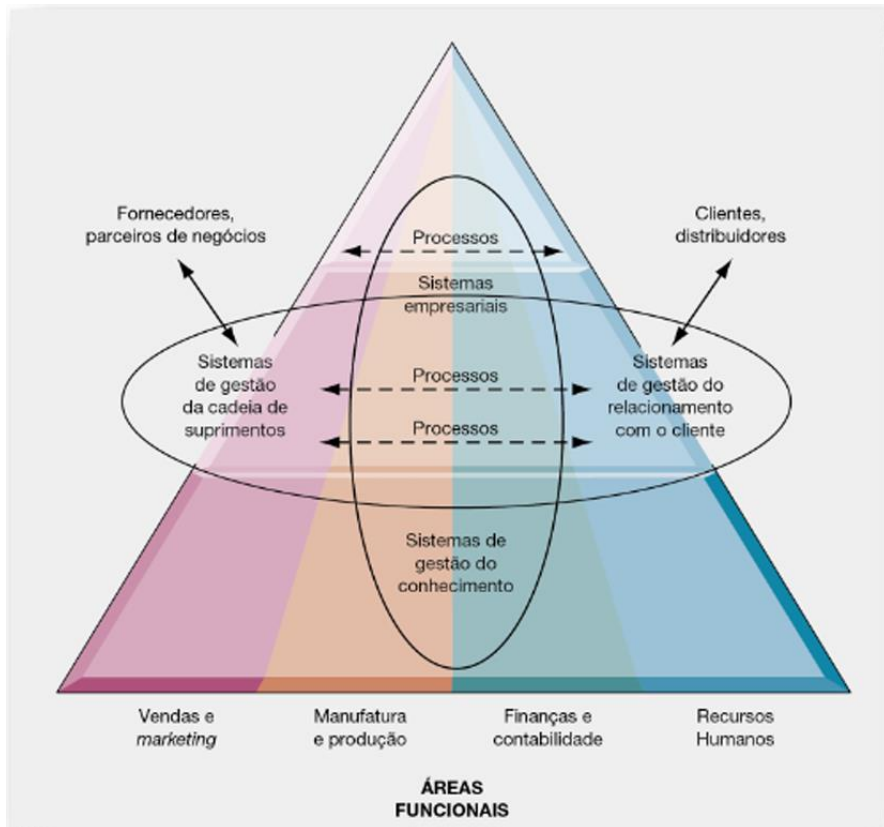 Fornecedores,
parceiros de negócios
Clientes,
distribuidores
Processos
Sistemas
empresariais
Sistemas
de gestão
da cadeia de
suprimentos
Processos
Processos
Sistemas
de gestão do
relacionamento
com o cliente
Sistemas de
gestão do
conhecimento
Vendas e
marketing
Manufatura
e produção
Finanças e
contabilidade
Recursos
Humanos
ÁREAS
FUNCIONAIS